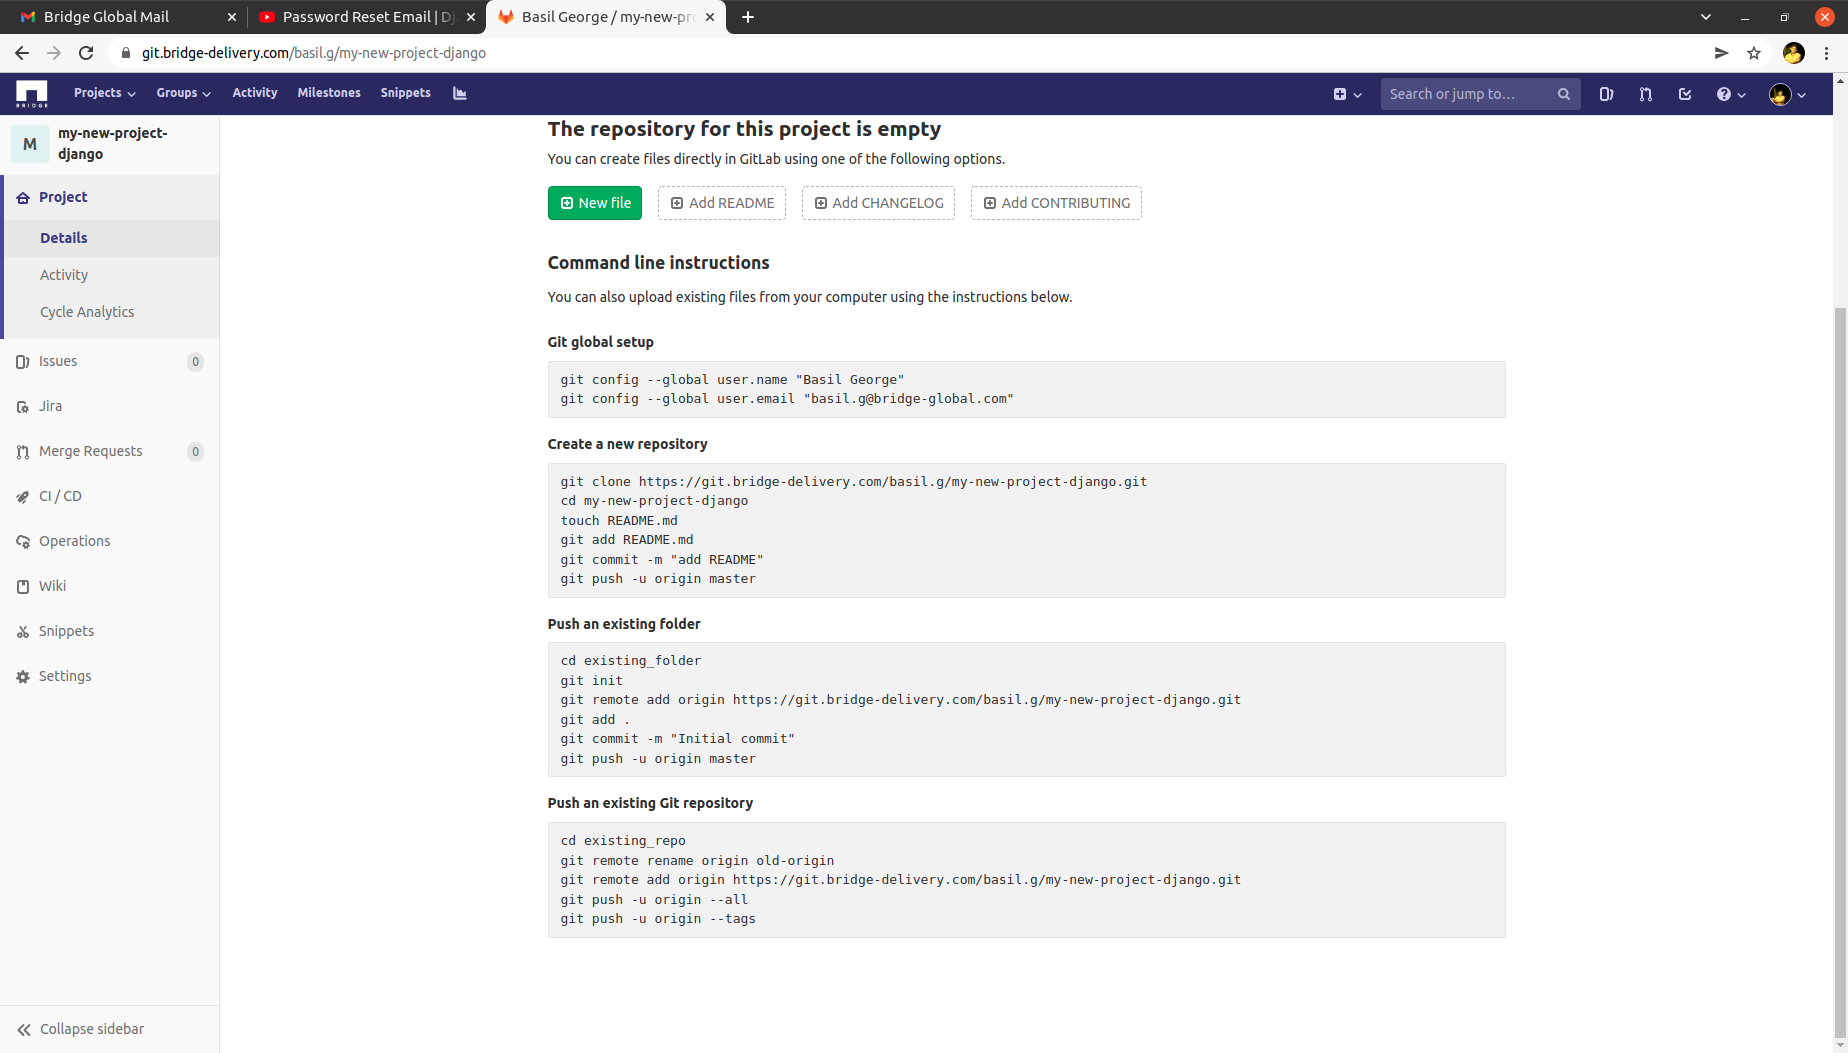 Bridge Global Mail
Password Reset Email | Dj
Basil George / my-new-pro
git.bridge-delivery.com/basil.g/my-new-project-django
BRIDGE
Projects
Groups
Activity
Milestones
Snippets
Search or jump to…
M
my-new-project-
django
Project
Details
Activity
Cycle Analytics
Issues 0
Jira
Merge Requests 0
CI / CD
Operations
Wiki
Snippets
Settings
Collapse sidebar
The repository for this project is empty
You can create files directly in GitLab using one of the following options.
New file
Add README
Add CHANGELOG
Add CONTRIBUTING
Command line instructions
You can also upload existing files from your computer using the instructions below.
Git global setup
git config --global user.name "Basil George"
git config --global user.email "basil.g@bridge-global.com"
Create a new repository
git clone https://git.bridge-delivery.com/basil.g/my-new-project-django.git
cd my-new-project-django
touch README.md
git add README.md
git commit -m "add README"
git push -u origin master
Push an existing folder
cd existing_folder
git init
git remote add origin https://git.bridge-delivery.com/basil.g/my-new-project-django.git
git add .
git commit -m "Initial commit"
git push -u origin master
Push an existing Git repository
cd existing_repo
git remote rename origin old-origin
git remote add origin https://git.bridge-delivery.com/basil.g/my-new-project-django.git
git push -u origin --all
git push -u origin --tags